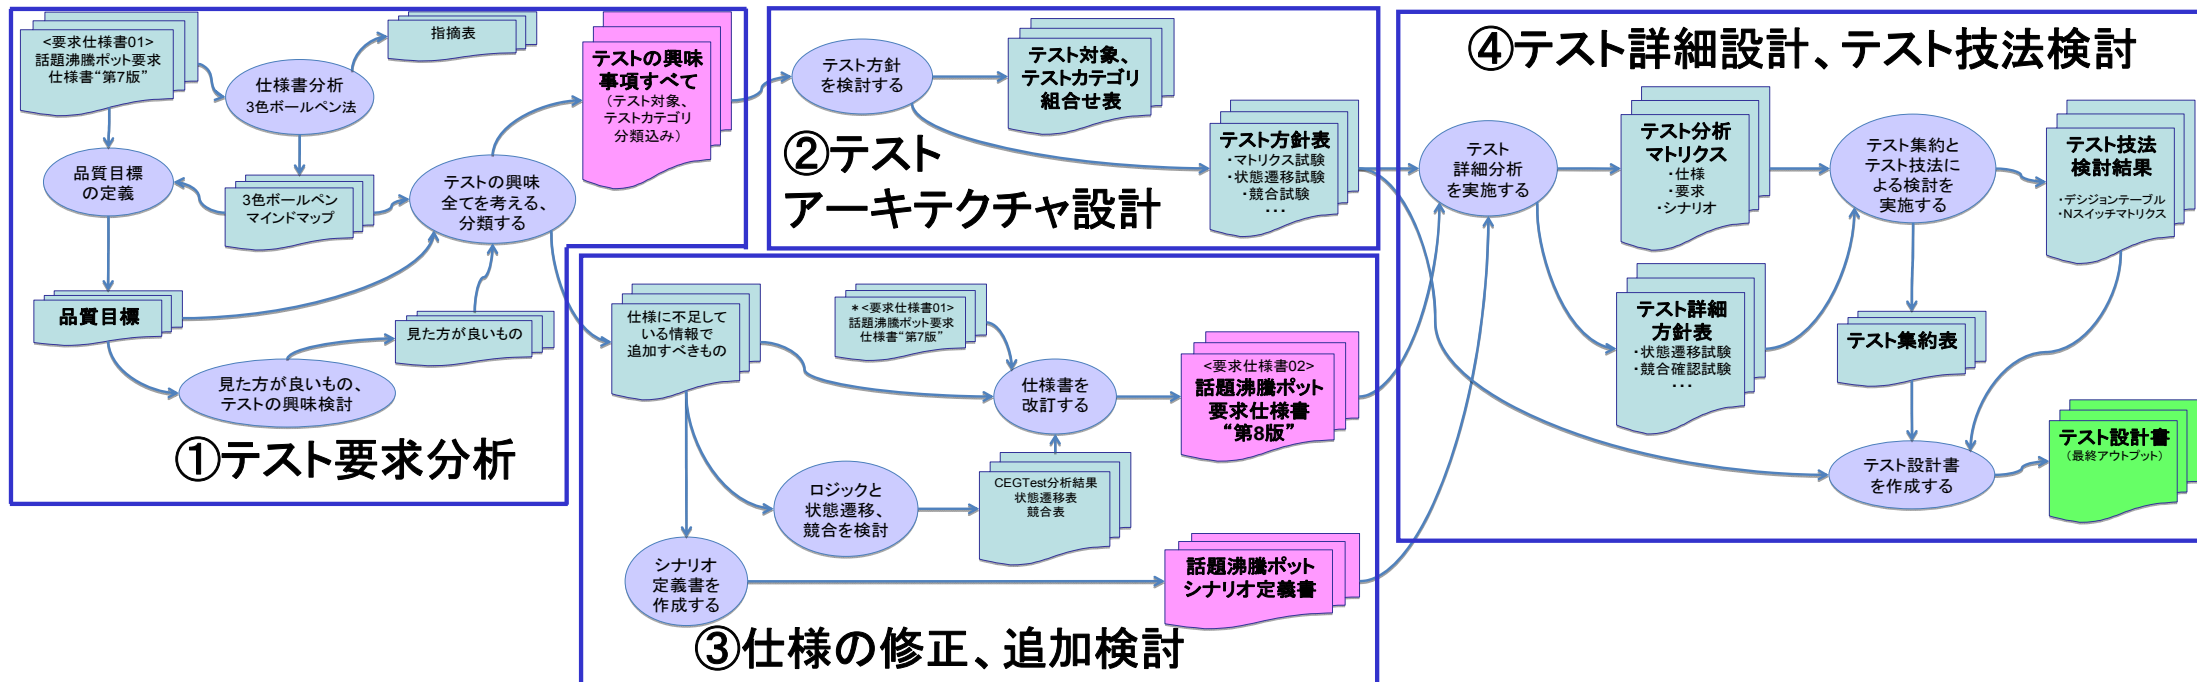 <要求仕様書01>
話題沸騰ポット要求
仕様書“第7版”
指摘表
仕様書分析
3色ボールペン法
品質目標
の定義
3色ボールペン
マインドマップ
テストの興味
全てを考える、
分類する
テストの興味
事項すべて
（テスト対象、
テストカテゴリ
分類込み）
品質目標
見た方が良いもの
見た方が良いもの、
テストの興味検討
①テスト要求分析
テスト方針
を検討する
テスト対象、
テストカテゴリ
組合せ表
テスト方針表
・マトリクス試験
・状態遷移試験
・競合試験
・・・
②テスト
アーキテクチャ設計
仕様に不足して
いる情報で
追加すべきもの
＊<要求仕様書01>
話題沸騰ポット要求
仕様書“第7版”
仕様書を
改訂する
<要求仕様書02>
話題沸騰ポット
要求仕様書
“第8版”
ロジックと
状態遷移、
競合を検討
CEGTest分析結果
状態遷移表
競合表
シナリオ
定義書を
作成する
話題沸騰ポット
シナリオ定義書
③仕様の修正、追加検討
④テスト詳細設計、テスト技法検討
テスト
詳細分析
を実施する
テスト分析
マトリクス
・仕様
・要求
・シナリオ
テスト集約と
テスト技法に
よる検討を
実施する
テスト技法
検討結果
・デシジョンテーブル
・Nスイッチマトリクス
テスト詳細
方針表
・状態遷移試験
・競合確認試験
・・・
テスト集約表
テスト設計書
を作成する
テスト設計書
（最終アウトプット）